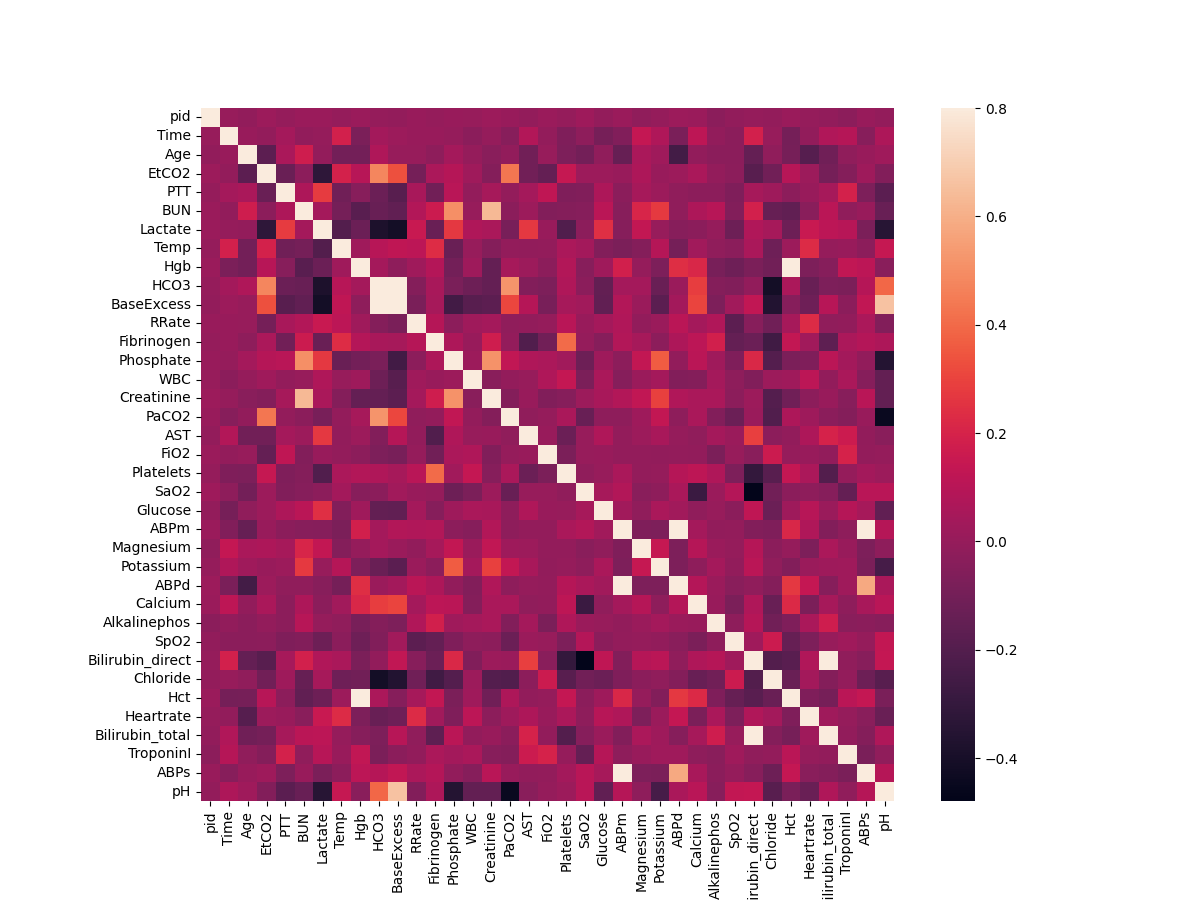 pid
Time
Age
EtCO2
PTT
BUN
Lactate
Temp
Hgb
HCO3
BaseExcess
RRate
Fibrinogen
Phosphate
WBC
Creatinine
PaCO2
AST
FiO2
Platelets
SaO2
Glucose
ABPm
Magnesium
Potassium
ABPd
Calcium
Alkalinephos
SpO2
Bilirubin_direct
Chloride
Hct
Heartrate
Bilirubin_total
TroponinI
ABPs
pH
pid
Time
Age
EtCO2
PTT
BUN
Lactate
Temp
Hgb
HCO3
BaseExcess
RRate
Fibrinogen
Phosphate
WBC
Creatinine
PaCO2
AST
FiO2
Platelets
SaO2
Glucose
ABPm
Magnesium
Potassium
ABPd
Calcium
Alkalinephos
SpO2
irubin_direct
Chloride
Hct
Heartrate
ilirubin_total
TroponinI
ABPs
pH
0.8
0.6
0.4
0.2
0.0
−0.2
−0.4